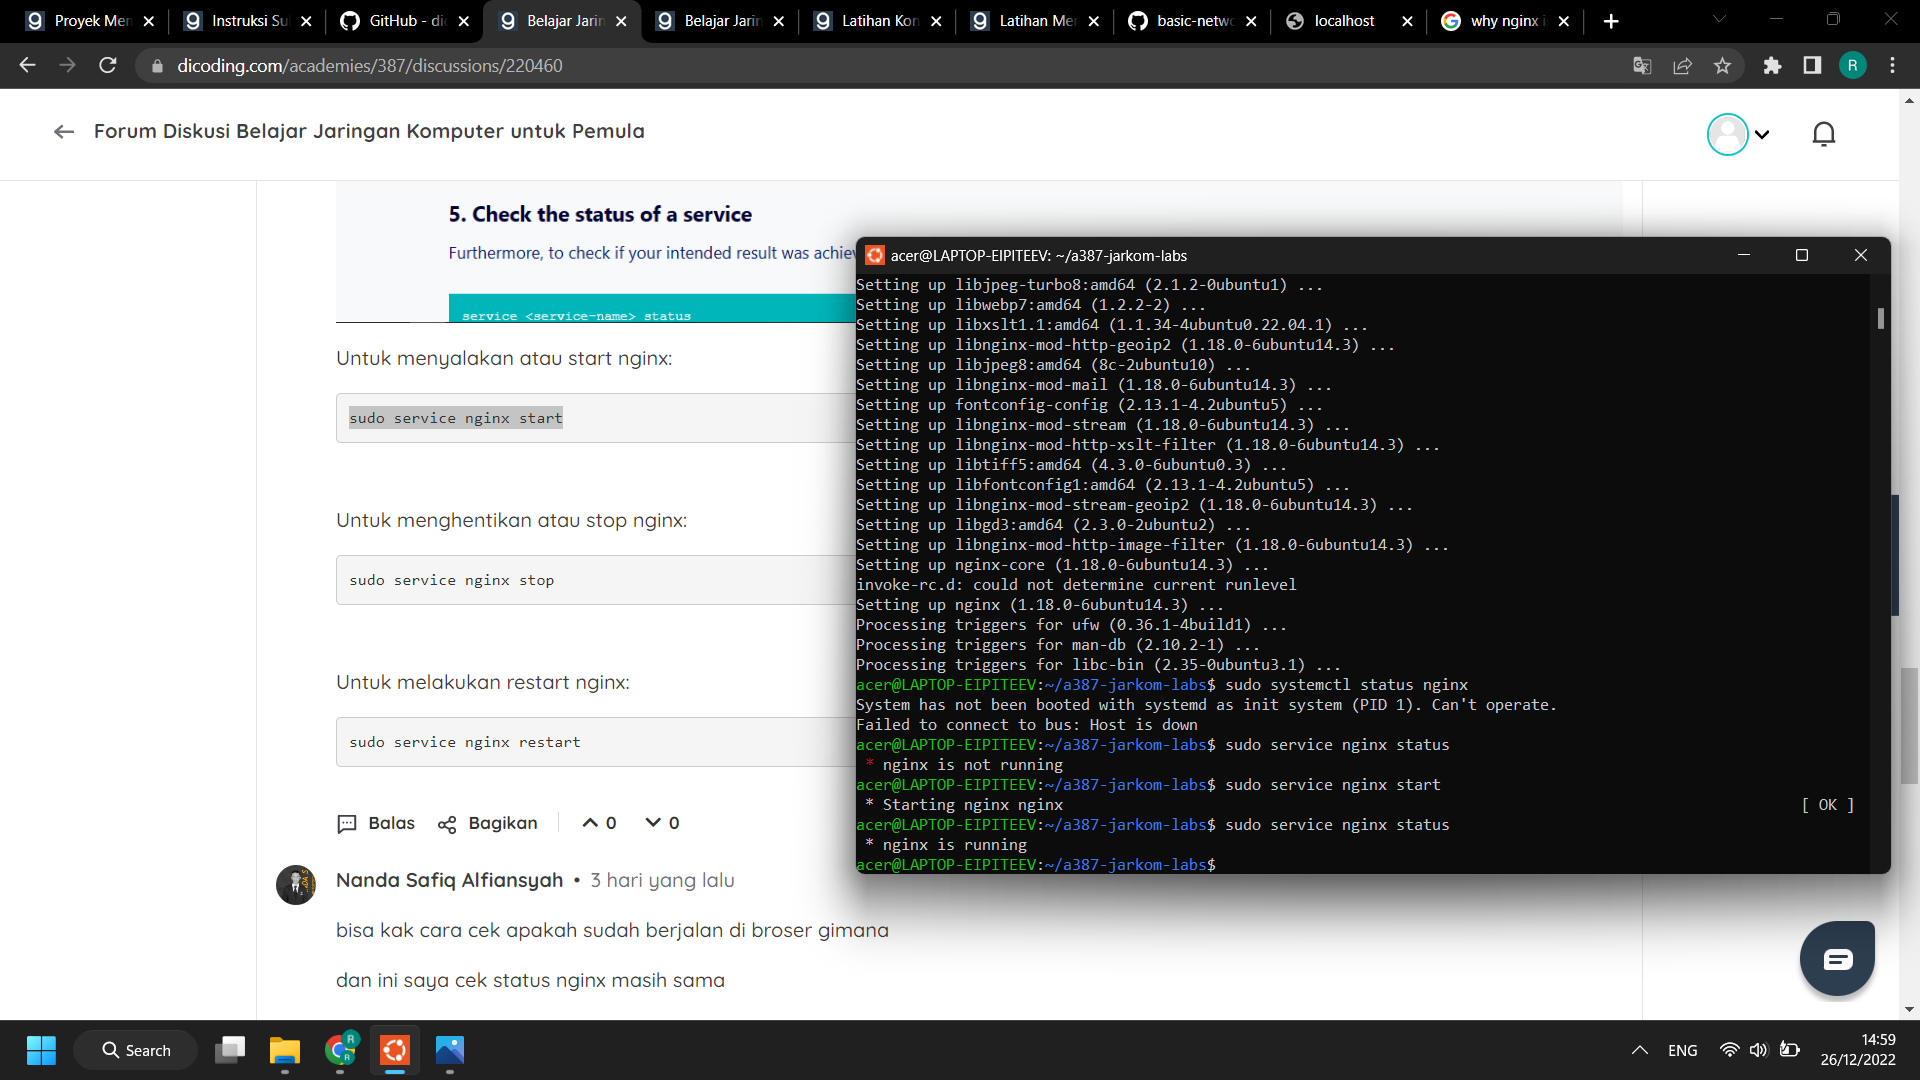 Proyek Men
Instruksi Su
GitHub - dic
Belajar Jarin
Belajar Jarin
Latihan Kon
Latihan Men
basic-netwo
localhost
why nginx i
dicoding.com/academies/387/discussions/220460
R
Forum Diskusi Belajar Jaringan Komputer untuk Pemula
5. Check the status of a service
Furthermore, to check if your intended result was achie
service <service-name> status
Untuk menyalakan atau start nginx:
sudo service nginx start
Untuk menghentikan atau stop nginx:
sudo service nginx stop
Untuk melakukan restart nginx:
sudo service nginx restart
Balas Bagikan 0 0
Nanda Safiq Alfiansyah • 3 hari yang lalu
bisa kak cara cek apakah sudah berjalan di broser gimana
dan ini saya cek status nginx masih sama
acer@LAPTOP-EIPITEEV: ~/a387-jarkom-labs
Setting up libjpeg-turbo8:amd64 (2.1.2-0ubuntu1) ...
Setting up libwebp7:amd64 (1.2.2-2) ...
Setting up libxslt1.1:amd64 (1.1.34-4ubuntu0.22.04.1) ...
Setting up libnginx-mod-http-geoip2 (1.18.0-6ubuntu14.3) ...
Setting up libjpeg8:amd64 (8c-2ubuntu10) ...
Setting up libnginx-mod-mail (1.18.0-6ubuntu14.3) ...
Setting up fontconfig-config (2.13.1-4.2ubuntu5) ...
Setting up libnginx-mod-stream (1.18.0-6ubuntu14.3) ...
Setting up libnginx-mod-http-xslt-filter (1.18.0-6ubuntu14.3) ...
Setting up libtiff5:amd64 (4.3.0-6ubuntu0.3) ...
Setting up libfontconfig1:amd64 (2.13.1-4.2ubuntu5) ...
Setting up libnginx-mod-stream-geoip2 (1.18.0-6ubuntu14.3) ...
Setting up libgd3:amd64 (2.3.0-2ubuntu2) ...
Setting up libnginx-mod-http-image-filter (1.18.0-6ubuntu14.3) ...
Setting up nginx-core (1.18.0-6ubuntu14.3) ...
invoke-rc.d: could not determine current runlevel
Setting up nginx (1.18.0-6ubuntu14.3) ...
Processing triggers for ufw (0.36.1-4build1) ...
Processing triggers for man-db (2.10.2-1) ...
Processing triggers for libc-bin (2.35-0ubuntu3.1) ...
acer@LAPTOP-EIPITEEV:~/a387-jarkom-labs$ sudo systemctl status nginx
System has not been booted with systemd as init system (PID 1). Can't operate.
Failed to connect to bus: Host is down
acer@LAPTOP-EIPITEEV:~/a387-jarkom-labs$ sudo service nginx status
* nginx is not running
acer@LAPTOP-EIPITEEV:~/a387-jarkom-labs$ sudo service nginx start
* Starting nginx nginx [ OK ]
acer@LAPTOP-EIPITEEV:~/a387-jarkom-labs$ sudo service nginx status
* nginx is running
acer@LAPTOP-EIPITEEV:~/a387-jarkom-labs$
Search
R
R
ENG
14:59
26/12/2022